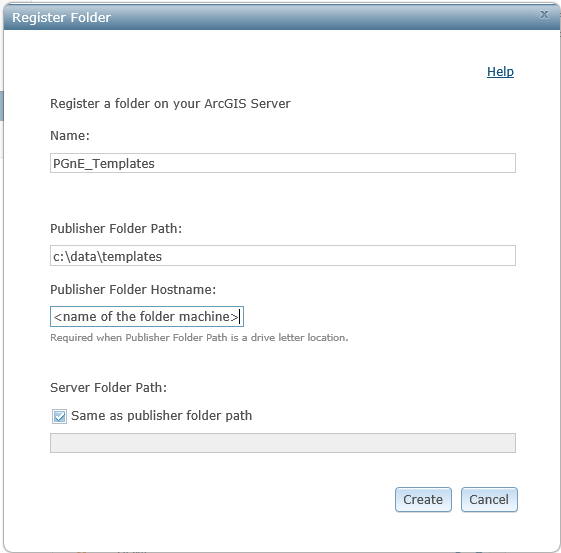 Register Folder
x
Help
Register a folder on your ArcGIS Server
Name:
PGnE_Templates
Publisher Folder Path:
c:\data\templates
Publisher Folder Hostname:
<name of the folder machine>
Required when Publisher Folder Path is a drive letter location.
Server Folder Path:
Same as publisher folder path
Create Cancel